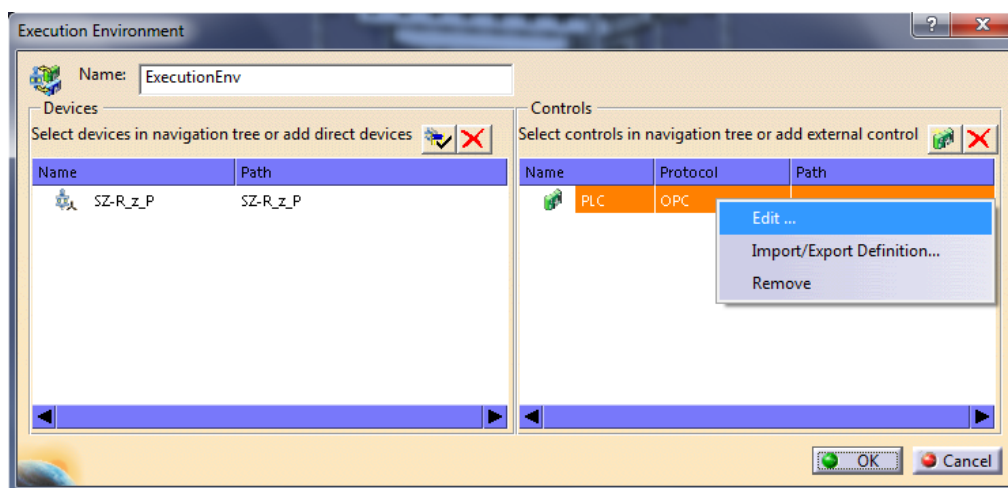 Execution Environment
?
X
Name: ExecutionEnv
Devices
Select devices in navigation tree or add direct devices
Name Path
SZ-R_z_P SZ-R_z_P
Controls
Select controls in navigation tree or add external control
Name Protocol Path
PLC OPC
Edit ...
Import/Export Definition...
Remove
OK Cancel